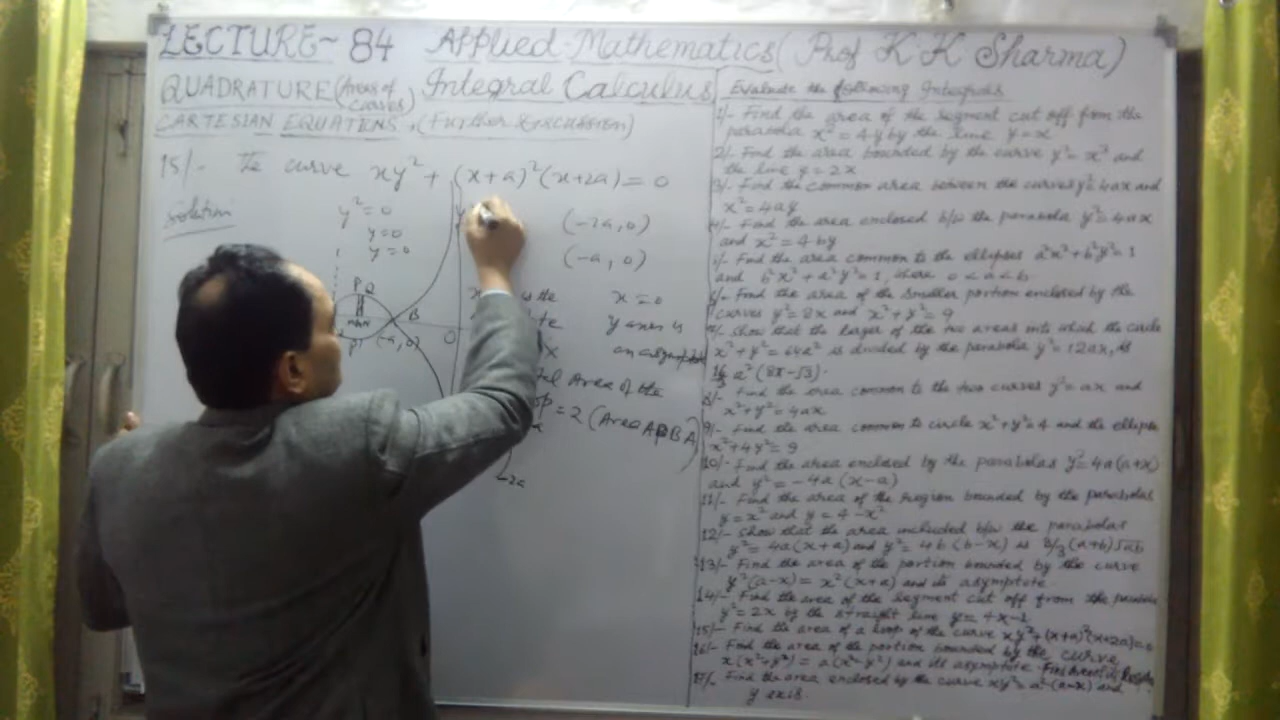 LECTURE- 84 Applied Mathematics (Prof K K Sharma)
QUADRATURE (Areas of curves), Integral Calculus
CARTESIAN EQUATIONS, (Further Discussion)
15/- The curve xy² + (x+a)²(x+2a) = 0
Solution
y² = 0
y = 0
y = 0
(-2a, 0)
(-a, 0)
P Q
M N
B
P'
(-a, 0)
O
is the
x = 0
y axis is
an asymptote
Area of the
= 2 (Area APBA)
-2a
Evaluate the following Integrals
1/- Find the area of the segment cut off from the
parabola x² = 4y by the line y = x
2/- Find the area bounded by the curve y² = x³ and
the line y = 2x
3/- Find the common area between the curves y² = 4ax and
x² = 4ay
4/- Find the area enclosed b/w the parabola y² = 4ax
and x² = 4by
5/- Find the area common to the ellipses a²x² + b²y² = 1
and b²x² + a²y² = 1, where 0 < a < b
6/- Find the area of the smaller portion enclosed by the
curves y² = 8x and x² + y² = 9
7/- Show that the larger of the two areas into which the circle
x² + y² = 64a² is divided by the parabola y² = 12ax, is
16/3 a² (8π - √3).
8/- Find the area common to the two curves y² = ax and
x² + y² = 4ax
9/- Find the area common to circle x² + y² = 4 and the ellipse
x² + 4y² = 9
10/- Find the area enclosed by the parabolas y² = 4a(a+x)
and y² = -4a(x-a)
11/- Find the area of the region bounded by the parabolas
y = x² and y = 4 - x²
12/- Show that the area included b/w the parabolas
y² = 4a(x+a) and y² = 4b(b-x) is 8/3 (a+b)√ab
13/- Find the area of the portion bounded by the curve
y²(a-x) = x²(x+a) and its asymptote.
14/- Find the area of the segment cut off from the parabola
y² = 2x by the straight line y = 4x-1
15/- Find the area of a loop of the curve xy² + (x+a)²(x+2a) = 0
16/- Find the area of the portion bounded by the curve
x(x²+y²) = a(x²-y²) and its asymptote. Find Area of its loop
17/- Find the area enclosed by the curve xy² = a²(a-x) and
y axis.